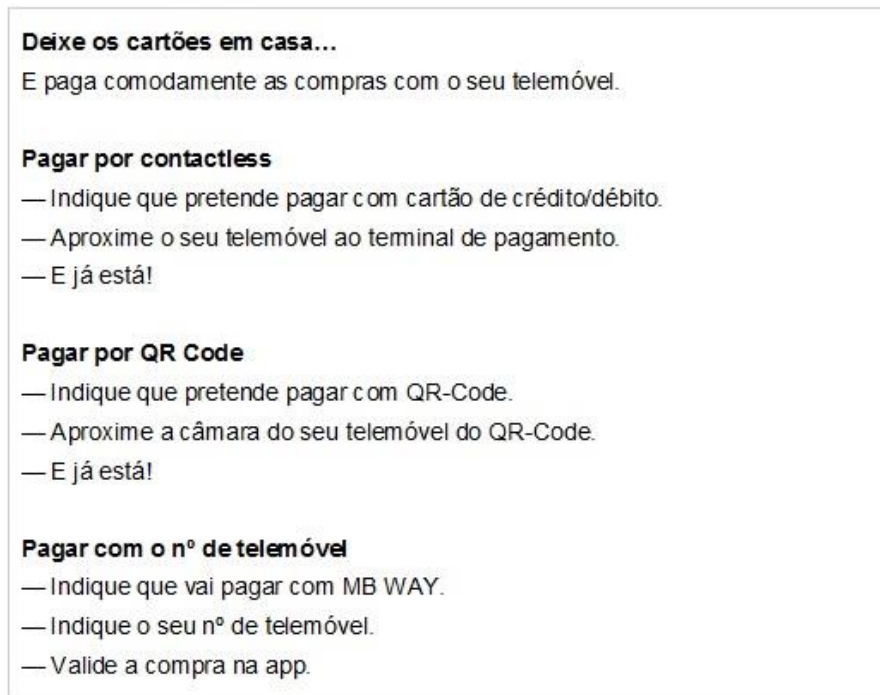 Deixe os cartões em casa…
E paga comodamente as compras com o seu telemóvel.
Pagar por contactless
— Indique que pretende pagar com cartão de crédito/débito.
— Aproxime o seu telemóvel ao terminal de pagamento.
— E já está!
Pagar por QR Code
— Indique que pretende pagar com QR-Code.
— Aproxime a câmara do seu telemóvel do QR-Code.
— E já está!
Pagar com o nº de telemóvel
— Indique que vai pagar com MB WAY.
— Indique o seu nº de telemóvel.
— Valide a compra na app.